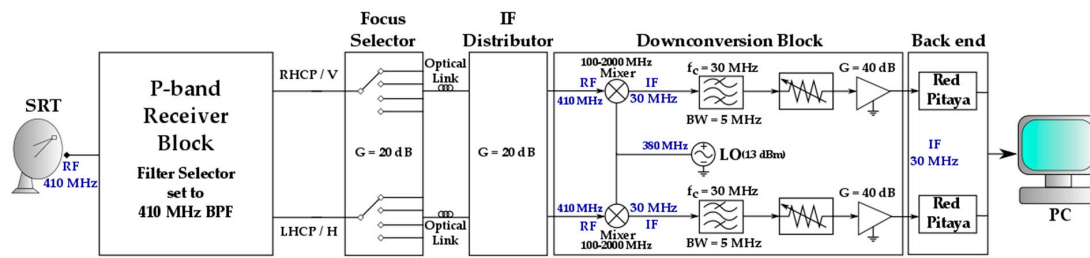 SRT
RF
410 MHz
P-band
Receiver
Block
Filter Selector
set to
410 MHz BPF
RHCP / V
LHCP / H
Focus
Selector
G = 20 dB
Optical
Link
Optical
Link
IF
Distributor
G = 20 dB
Downconversion Block
100-2000 MHz
Mixer
RF
410 MHz
IF
30 MHz
fc = 30 MHz
BW = 5 MHz
G = 40 dB
380 MHz
LO(13 dBm)
410 MHz
RF
Mixer
100-2000 MHz
30 MHz
IF
fc = 30 MHz
BW = 5 MHz
G = 40 dB
Back end
Red
Pitaya
IF
30 MHz
Red
Pitaya
PC